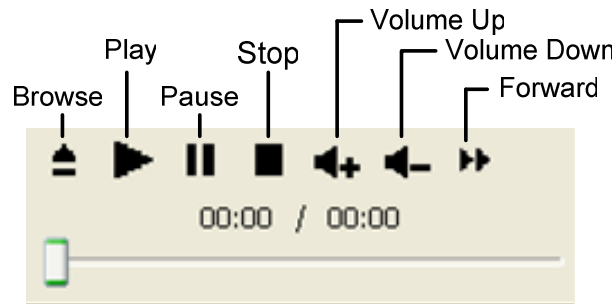 Volume Up
Play Stop Volume Down
Browse Pause Forward
00:00 / 00:00